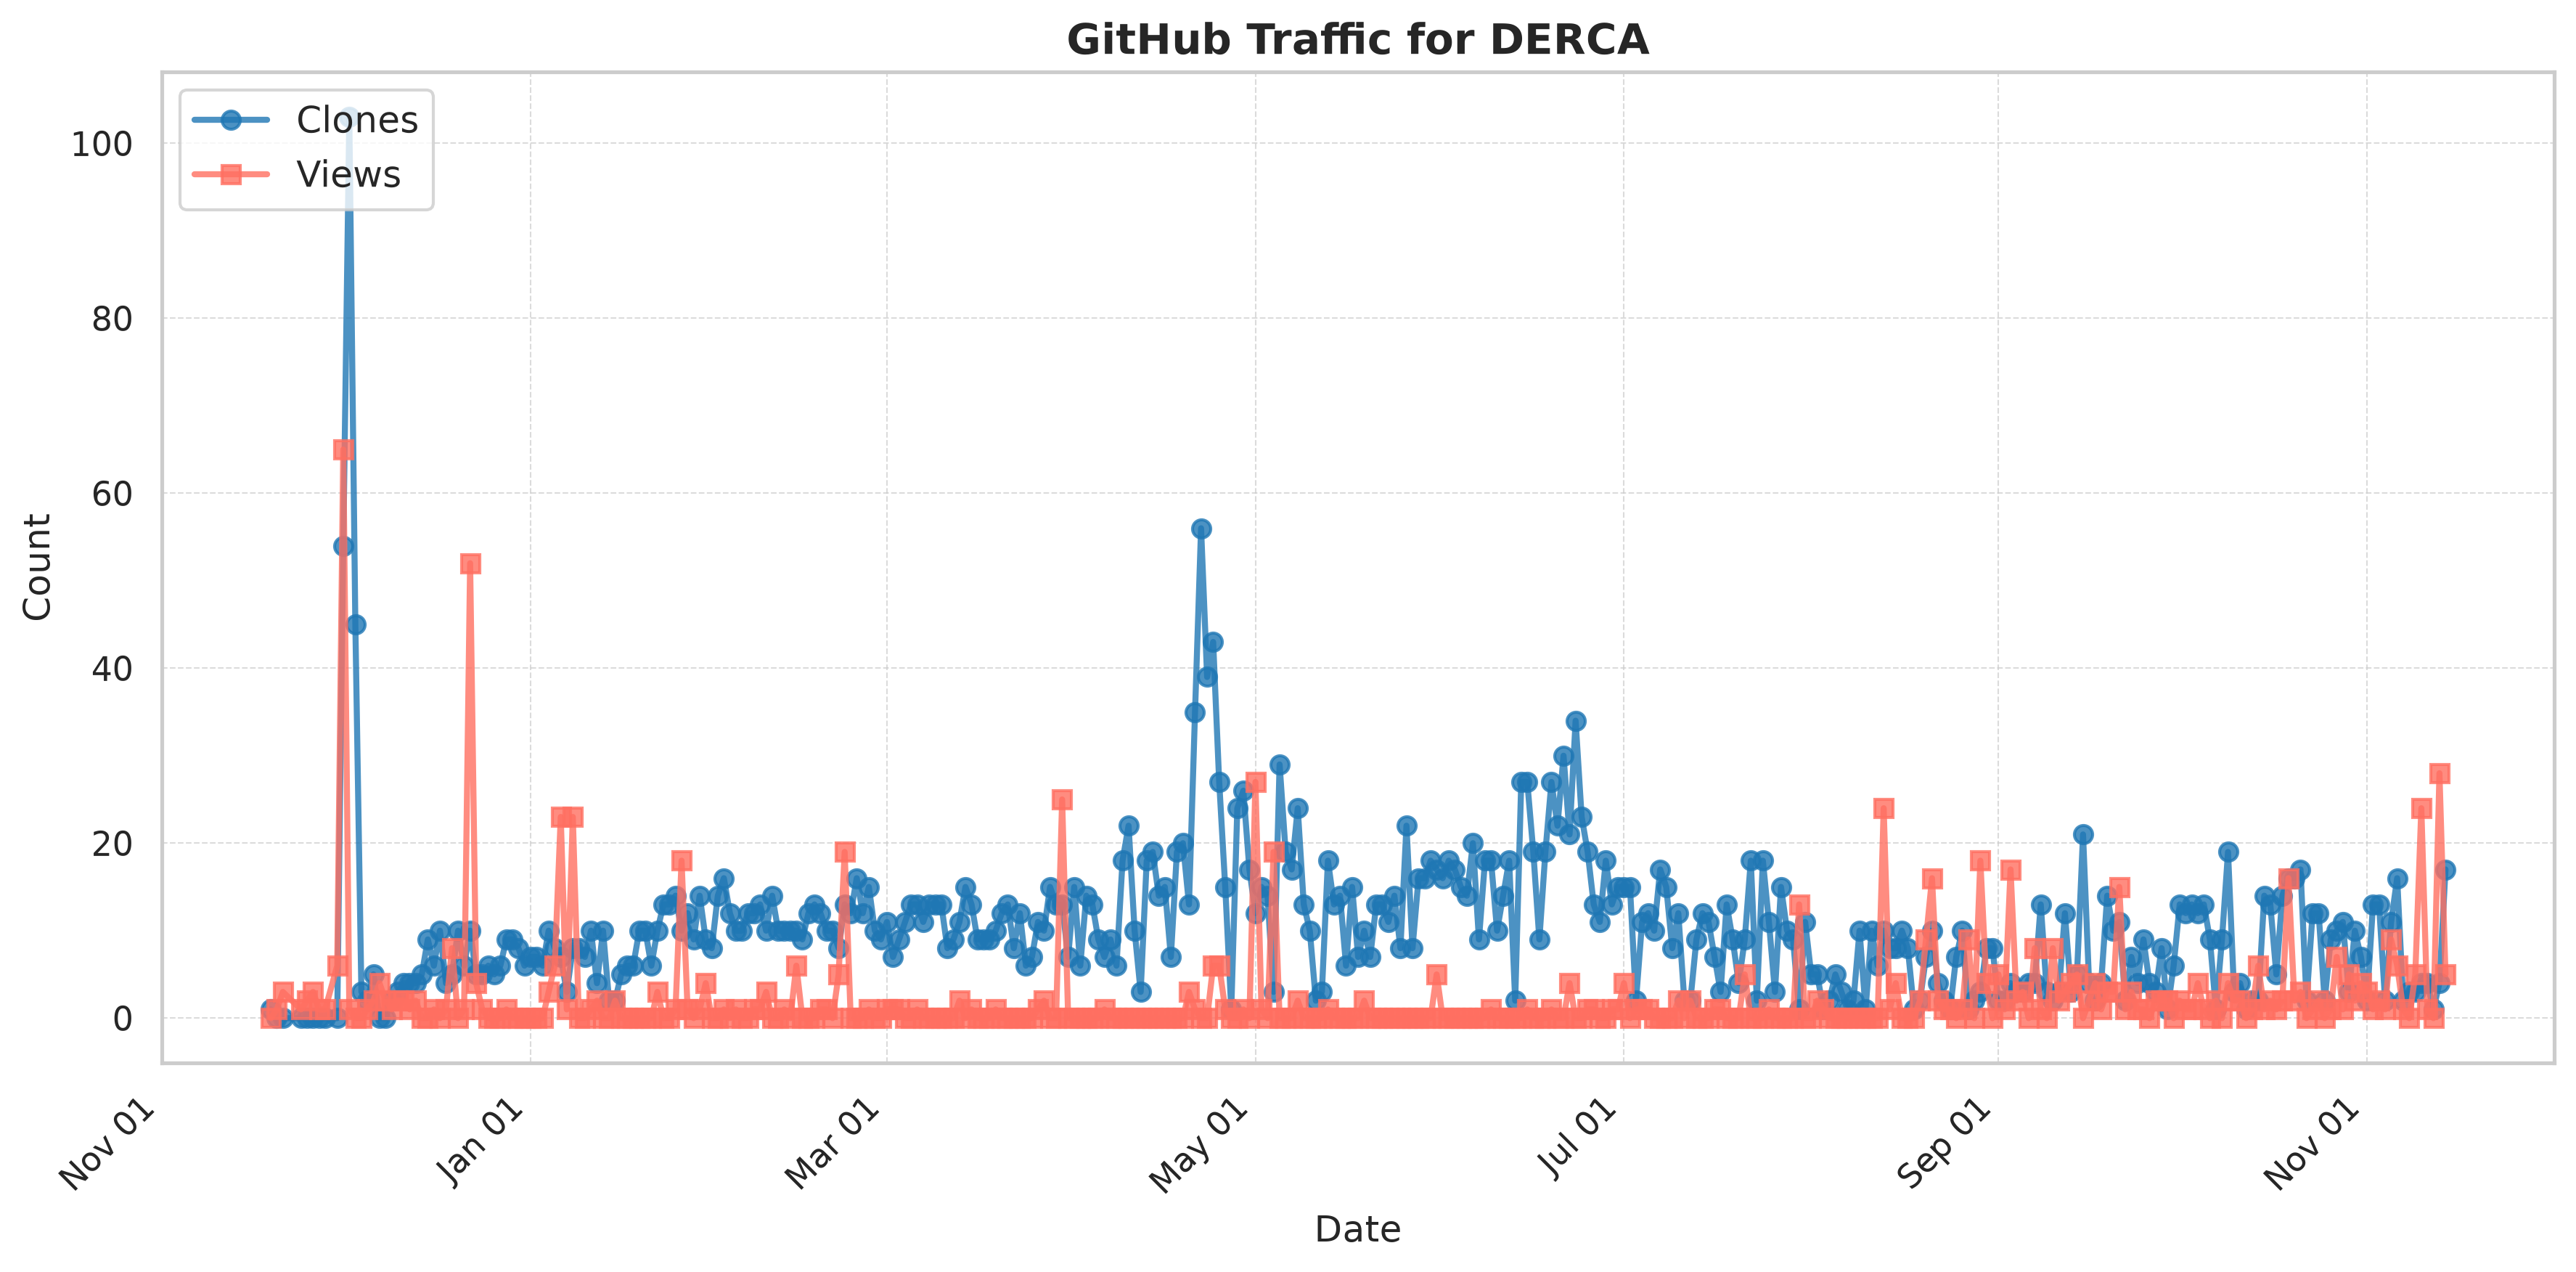 GitHub Traffic for DERCA
Clones
Views
100
80
60
40
20
0
Count
Nov 01
Jan 01
Mar 01
May 01
Jul 01
Sep 01
Nov 01
Date